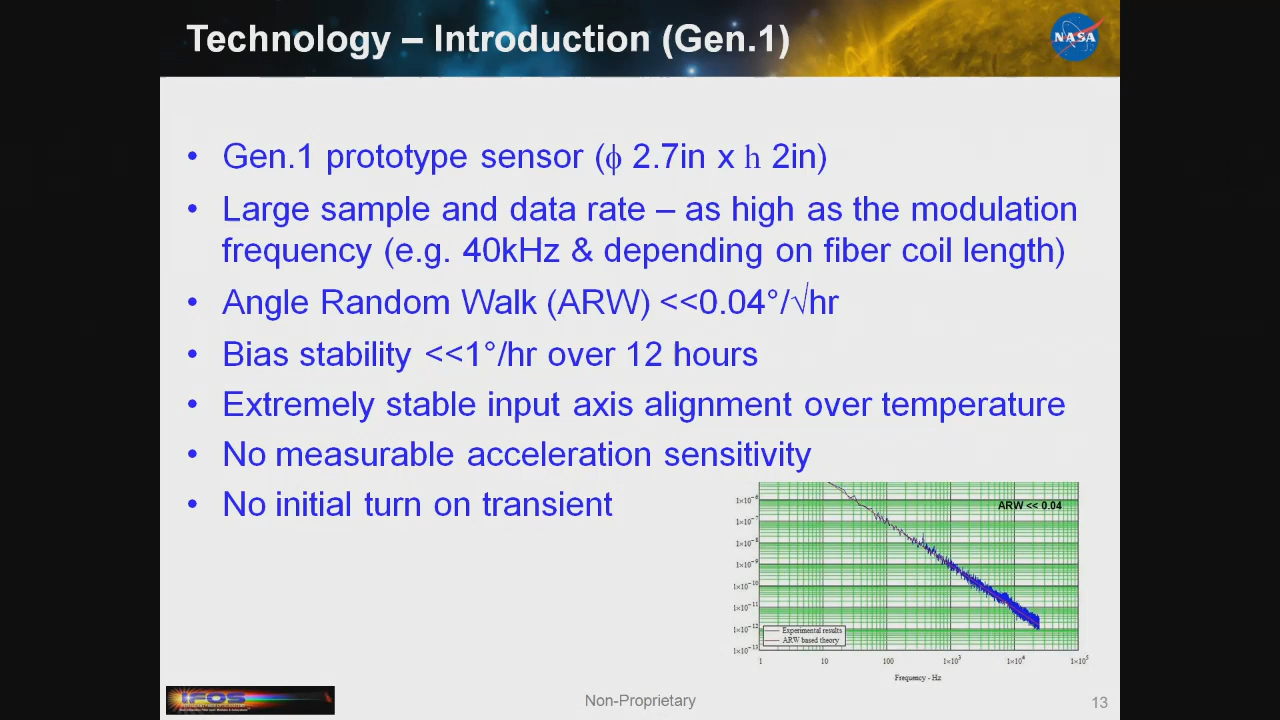 Technology – Introduction (Gen.1)
NASA
• Gen.1 prototype sensor (ϕ 2.7in x h 2in)
• Large sample and data rate – as high as the modulation
frequency (e.g. 40kHz & depending on fiber coil length)
• Angle Random Walk (ARW) <<0.04°/√hr
• Bias stability <<1°/hr over 12 hours
• Extremely stable input axis alignment over temperature
• No measurable acceleration sensitivity
• No initial turn on transient
ARW << 0.04
1×10⁻⁶
1×10⁻⁷
1×10⁻⁸
1×10⁻⁹
1×10⁻¹⁰
1×10⁻¹¹
1×10⁻¹²
1×10⁻¹³
Experimental results
ARW based theory
1 10 100 1×10³ 1×10⁴ 1×10⁵
Frequency - Hz
IFOS
Non-Proprietary
13